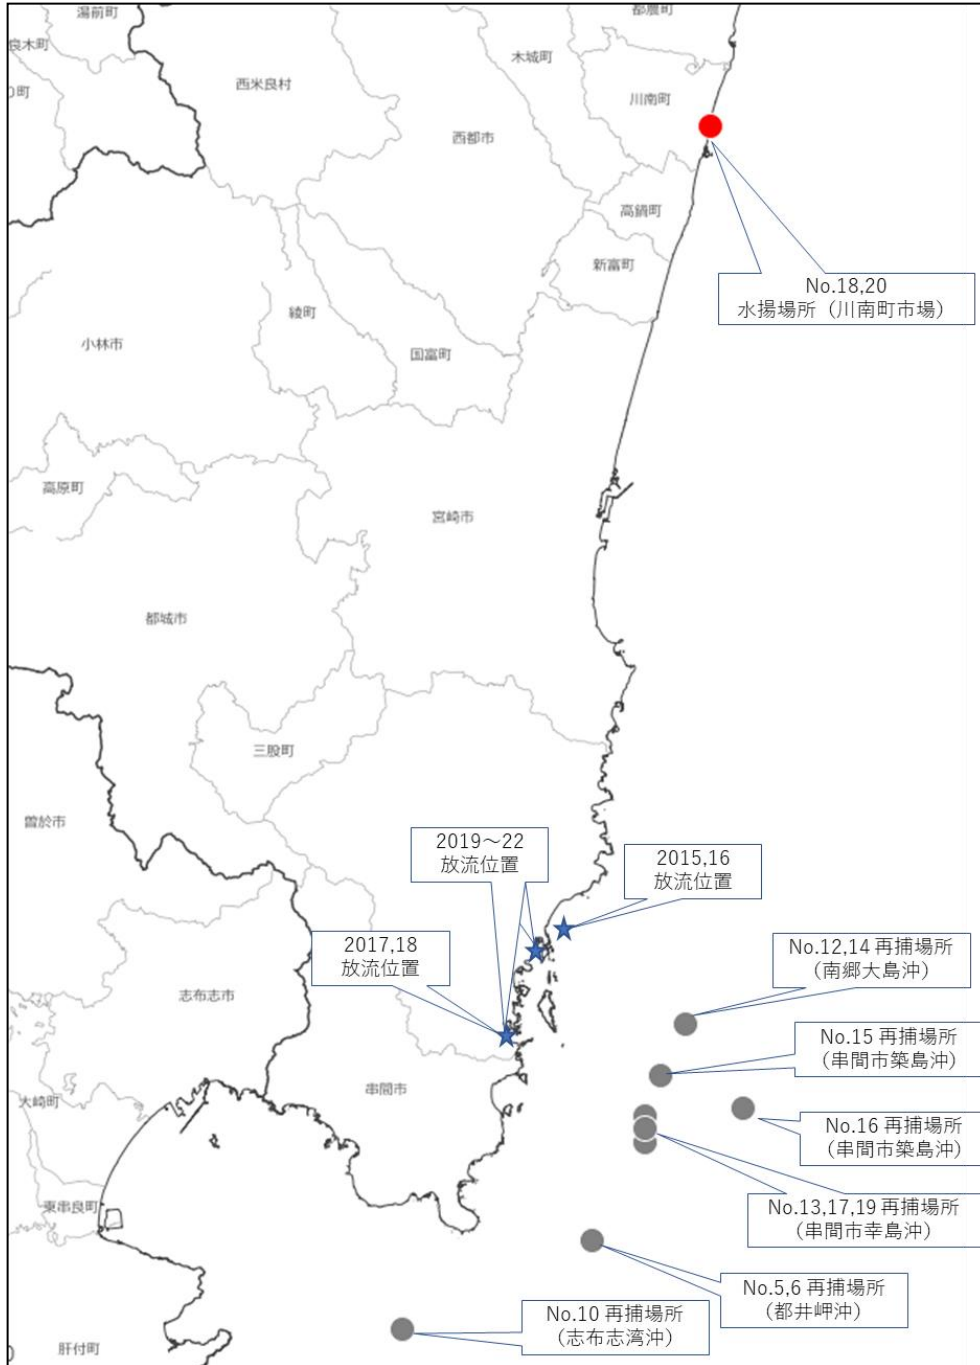 湯前町
都農町
良木町
木城町
西米良村
川南町
西都市
高鍋町
新富町
No.18,20
水揚場所（川南町市場）
綾町
小林市
国富町
高原町
宮崎市
都城市
三股町
曽於市
2019～22
放流位置
2015,16
放流位置
2017,18
放流位置
No.12,14 再捕場所
（南郷大島沖）
志布志市
No.15 再捕場所
（串間市築島沖）
串間市
大崎町
No.16 再捕場所
（串間市築島沖）
東串良町
No.13,17,19 再捕場所
（串間市幸島沖）
No.5,6 再捕場所
（都井岬沖）
No.10 再捕場所
（志布志湾沖）
肝付町